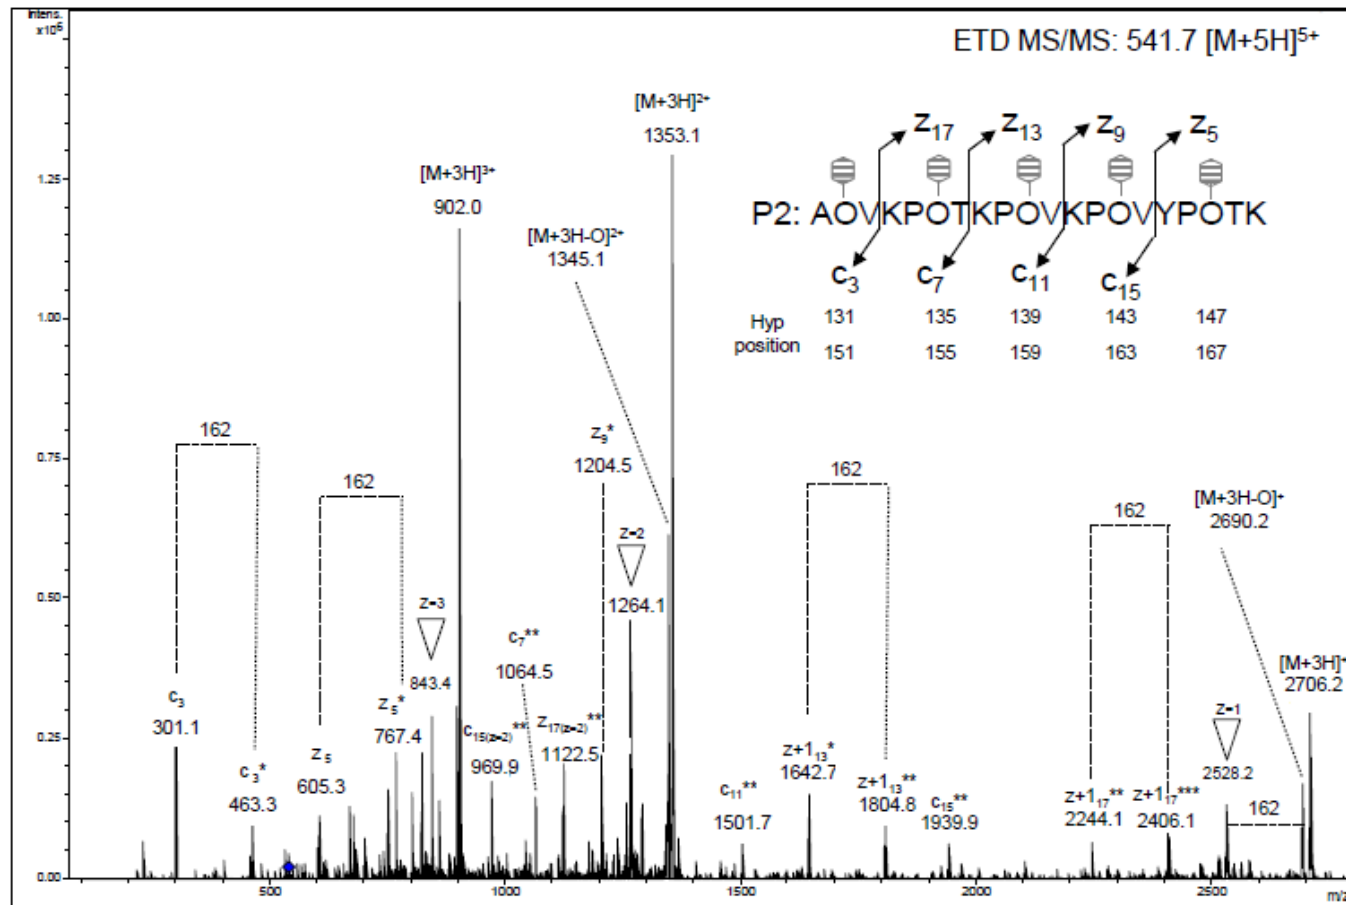 Intens.
x10⁶
ETD MS/MS: 541.7 [M+5H]⁵⁺
[M+3H]²⁺
1353.1
1.25
[M+3H]³⁺
902.0
[M+3H-O]²⁺
1345.1
Z₁₇ Z₁₃ Z₉ Z₅
P2: AOVKPOTKPOVKPOVYPOTK
C₃ C₇ C₁₁ C₁₅
Hyp position
131 135 139 143 147
151 155 159 163 167
1.00
162
0.75
z₉*
1204.5
162
162
162
[M+3H-O]⁺
2690.2
z=2
1264.1
0.50
z=3
843.4
c₇**
1064.5
[M+3H]⁺
2706.2
c₃
301.1
z₅*
767.4
c₁₅₍z₌₂₎**
969.9
z₁₇₍z₌₂₎**
1122.5
z=1
2528.2
0.25
c₃*
463.3
z₅
605.3
z+1₁₃*
1642.7
162
c₁₁**
1501.7
z+1₁₃**
1804.8
c₁₅**
1939.9
z+1₁₇**
2244.1
z+1₁₇***
2406.1
0.00
500 1000 1500 2000 2500 m/z